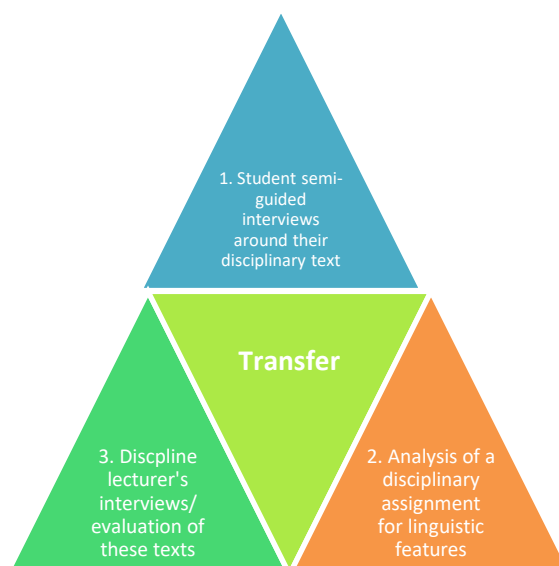 1. Student semi-
guided
interviews
around their
disciplinary text
Transfer
3. Discpline
lecturer's
interviews/
evaluation of
these texts
2. Analysis of a
disciplinary
assignment
for linguistic
features